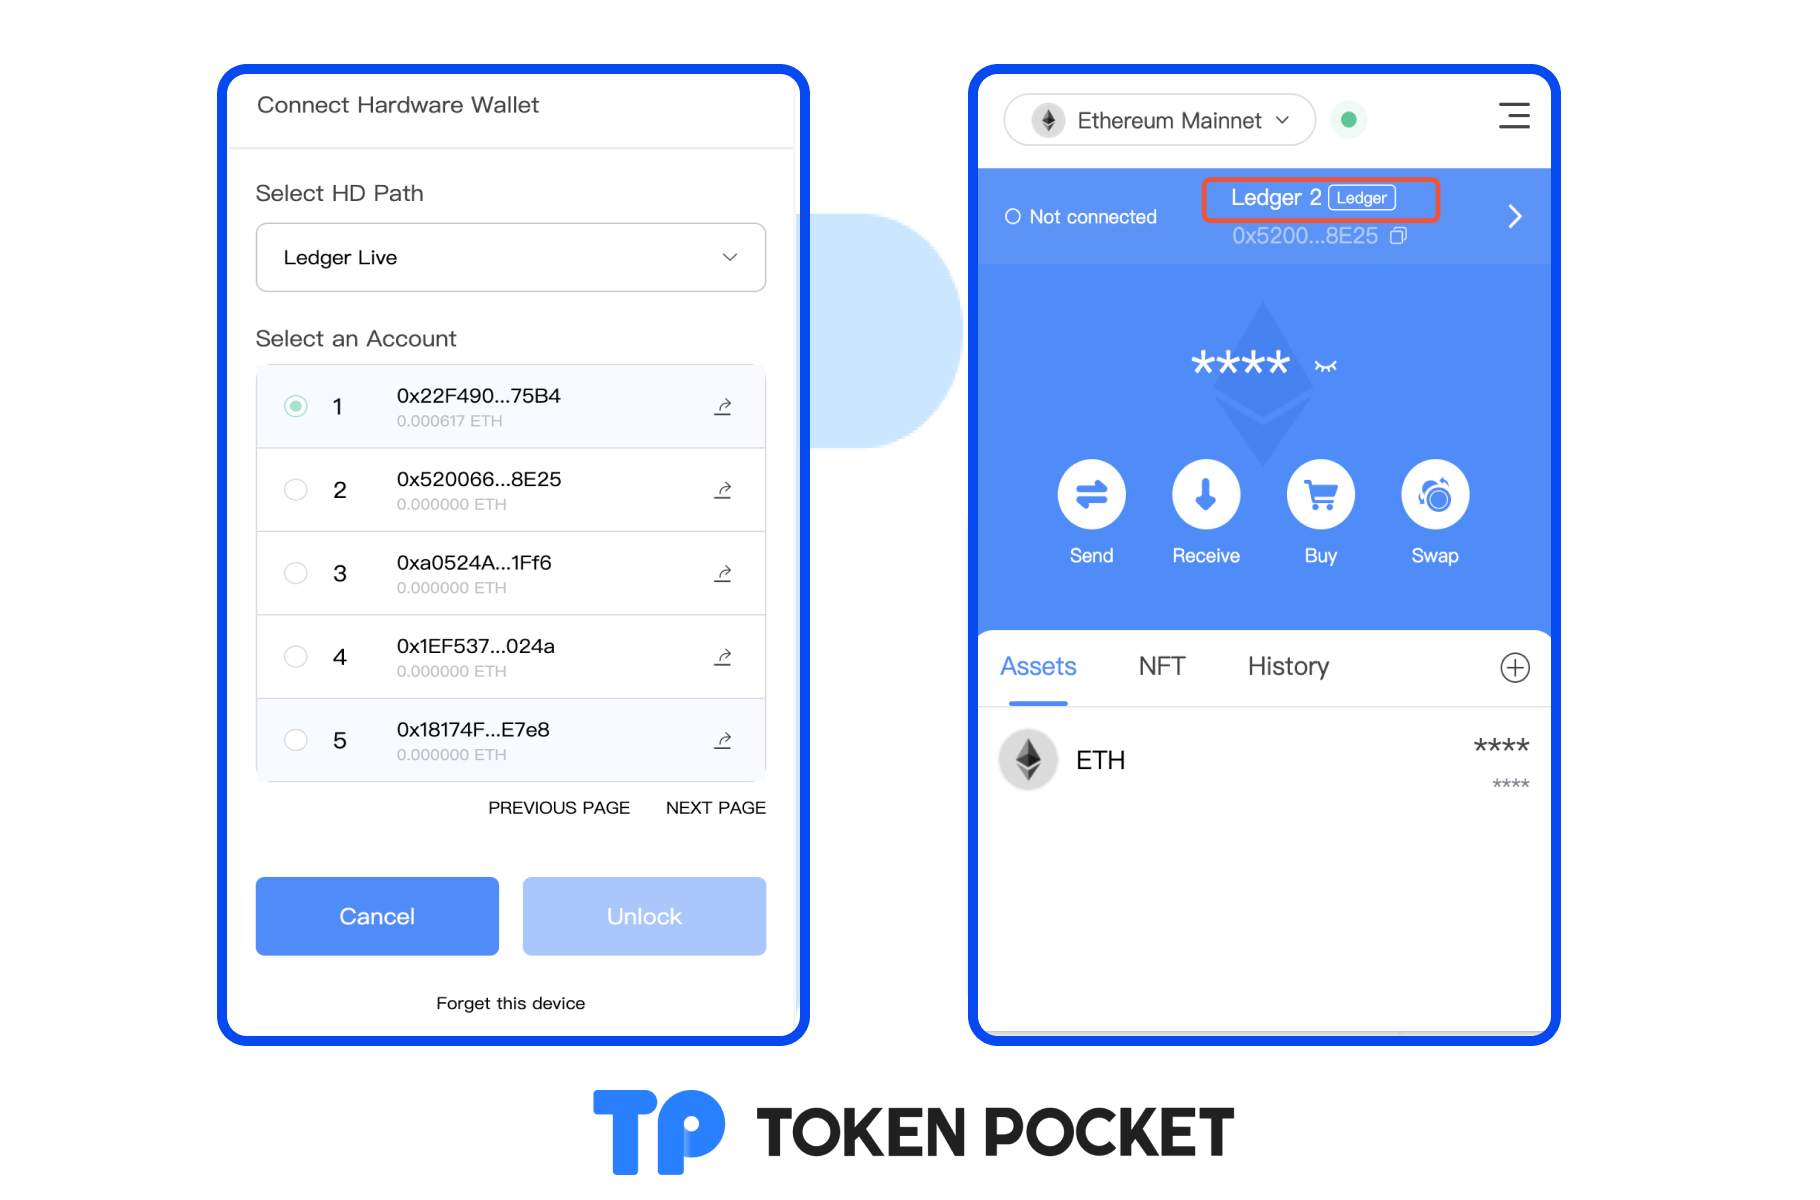 Connect Hardware Wallet
Select HD Path
Ledger Live
Select an Account
1 0x22F490...75B4
0.000617 ETH
2 0x520066...8E25
0.000000 ETH
3 0xa0524A...1Ff6
0.000000 ETH
4 0x1EF537...024a
0.000000 ETH
5 0x18174F...E7e8
0.000000 ETH
PREVIOUS PAGE NEXT PAGE
Cancel Unlock
Forget this device
Ethereum Mainnet
Ledger 2 Ledger
Not connected
0x5200...8E25
****
Send Receive Buy Swap
Assets NFT History
ETH ****
****
TP TOKEN POCKET